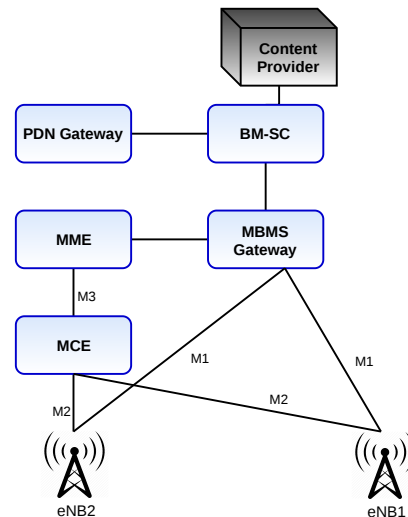 Content
Provider
PDN Gateway
BM-SC
MME
MBMS
Gateway
M3
MCE
M1
M1
M2
M2
eNB2
eNB1